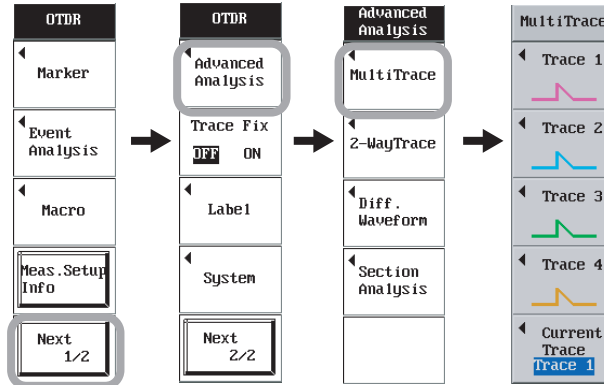 OTDR
Marker
Event
Analysis
Macro
Meas.Setup
Info
Next
1/2
OTDR
Advanced
Analysis
Trace Fix
OFF ON
Label
System
Next
2/2
Advanced
Analysis
MultiTrace
2-WayTrace
Diff.
Waveform
Section
Analysis
MultiTrace
Trace 1
Trace 2
Trace 3
Trace 4
Current
Trace
Trace 1